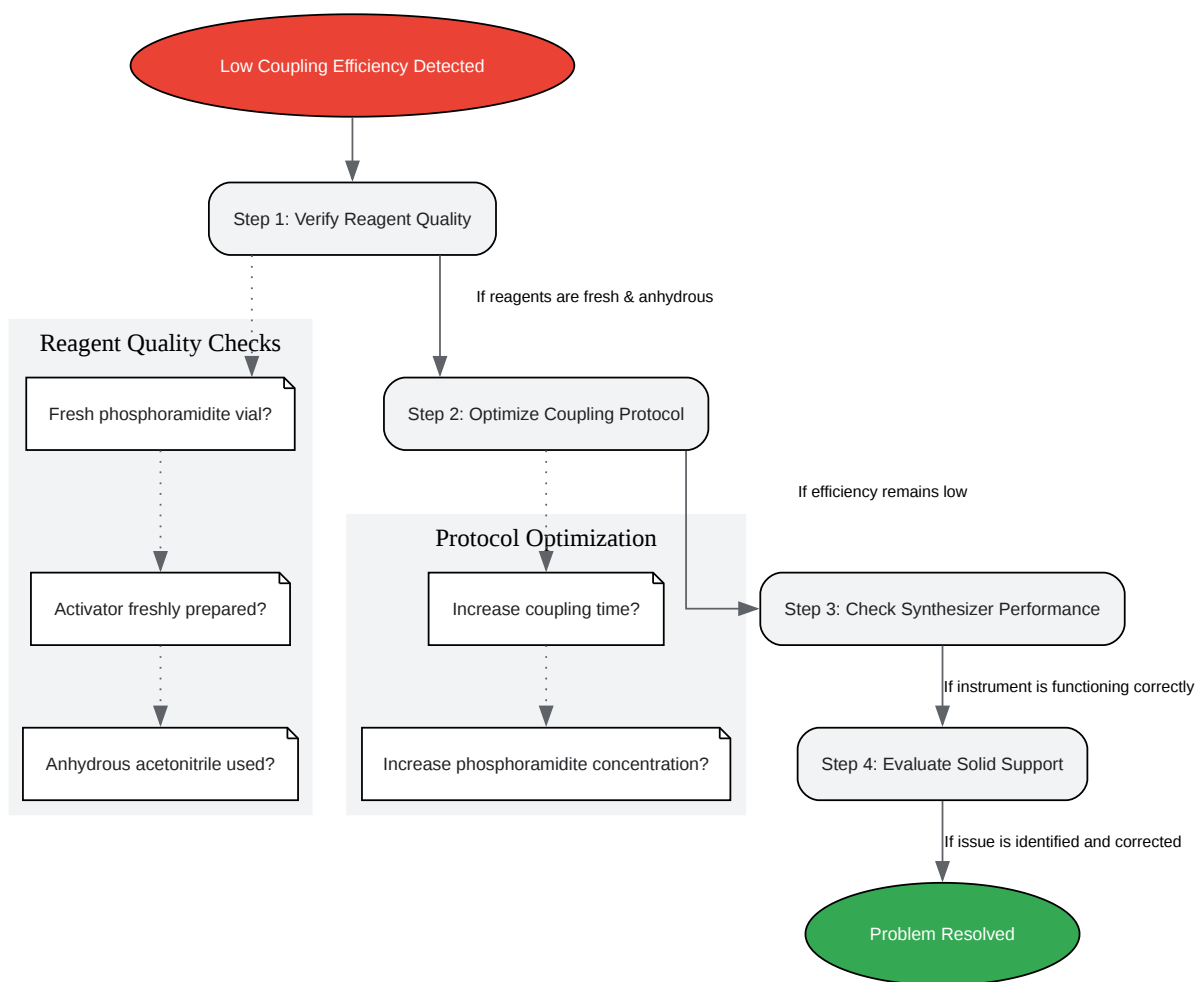 Low Coupling Efficiency Detected
Step 1: Verify Reagent Quality
If reagents are fresh & anhydrous
Reagent Quality Checks
Fresh phosphoramidite vial?
Step 2: Optimize Coupling Protocol
If efficiency remains low
Protocol Optimization
Activator freshly prepared?
Increase coupling time?
Step 3: Check Synthesizer Performance
If instrument is functioning correctly
Anhydrous acetonitrile used?
Increase phosphoramidite concentration?
Step 4: Evaluate Solid Support
If issue is identified and corrected
Problem Resolved